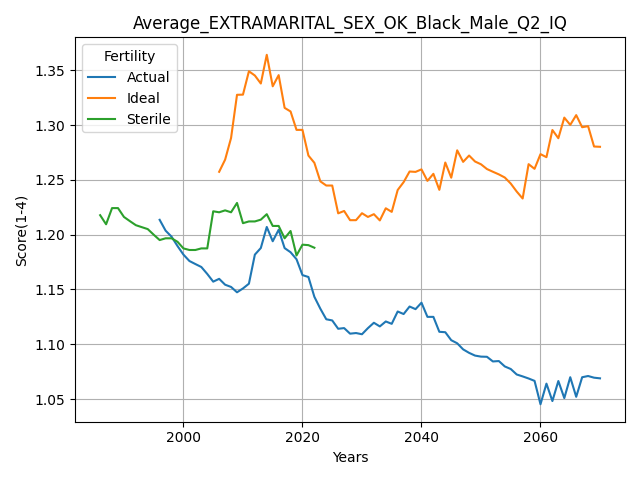 Average_EXTRAMARITAL_SEX_OK_Black_Male_Q2_IQ
Fertility
Actual
Ideal
Sterile
Score(1-4)
1.35
1.30
1.25
1.20
1.15
1.10
1.05
2000
2020
2040
2060
Years